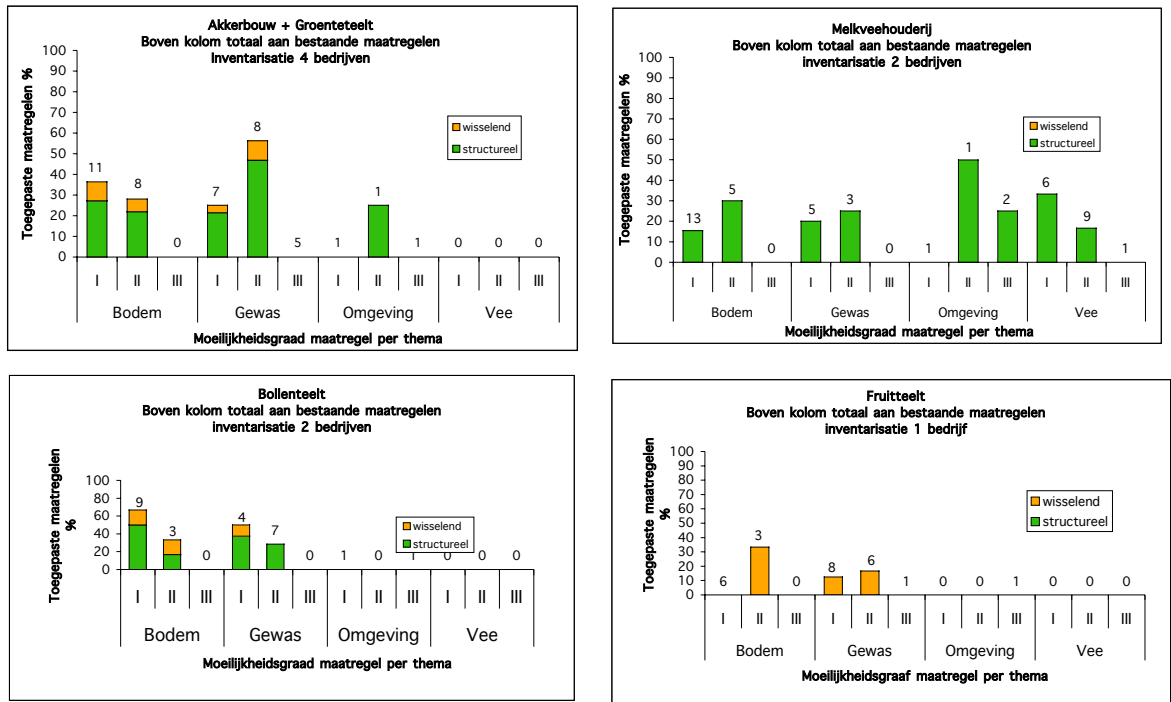 Akkerbouw + Groenteteelt
Boven kolom totaal aan bestaande maatregelen
Inventarisatie 4 bedrijven
Toegepaste maatregelen %
100
90
80
70
60
50
40
30
20
10
0
11 8 0 7 8 5 1 1 1 0 0 0
wisselend
structureel
I II III I II III I II III I II III
Bodem Gewas Omgeving Vee
Moeilijkheidsgraad maatregel per thema
Melkveehouderij
Boven kolom totaal aan bestaande maatregelen
inventarisatie 2 bedrijven
Toegepaste maatregelen %
100
90
80
70
60
50
40
30
20
10
0
13 5 0 5 3 0 1 1 2 6 9 1
wisselend
structureel
I II III I II III I II III I II III
Bodem Gewas Omgeving Vee
Moeilijkheidsgraad maatregel per thema
Bollenteelt
Boven kolom totaal aan bestaande maatregelen
inventarisatie 2 bedrijven
Toegepaste maatregelen
%
100
80
60
40
20
0
9 3 0 4 7 0 1 0 1 0 0 0
wisselend
structureel
I II III I II III I II III I II III
Bodem Gewas Omgeving Vee
Moeilijkheidsgraad maatregel per thema
Fruitteelt
Boven kolom totaal aan bestaande maatregelen
inventarisatie 1 bedrijf
Toegepaste maatregelen
%
100
90
80
70
60
50
40
30
20
10
0
6 3 0 8 6 1 0 0 1 0 0 0
wisselend
structureel
I II III I II III I II III I II III
Bodem Gewas Omgeving Vee
Moeilijkheidsgraaf maatregel per thema